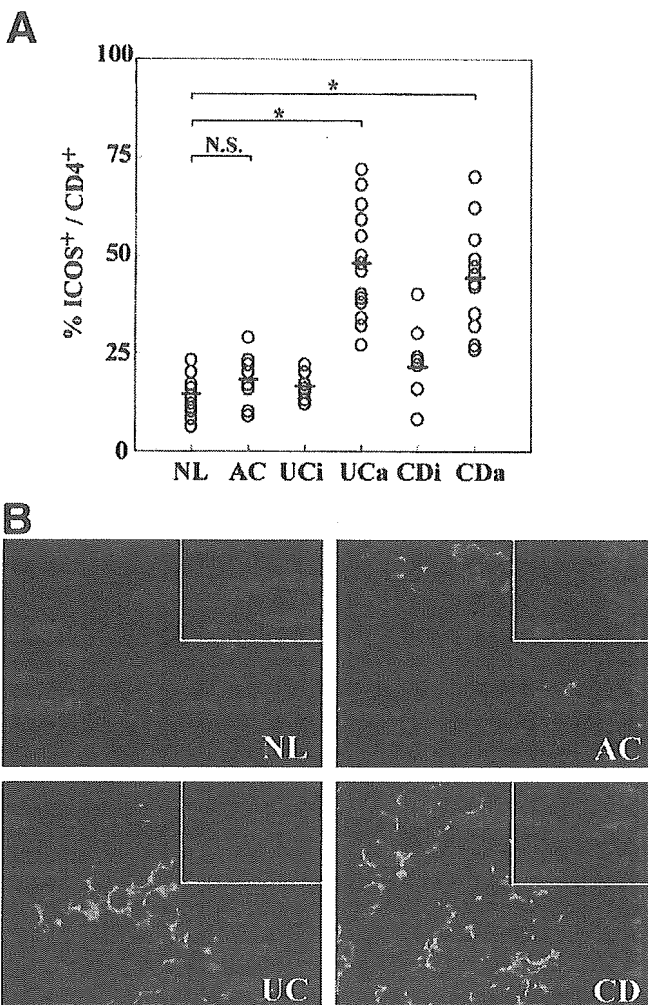 A
100
75
50
25
0
% ICOS+ / CD4+
*
*
N.S.
NL AC UCi UCa CDi CDa
B
NL
AC
UC
CD